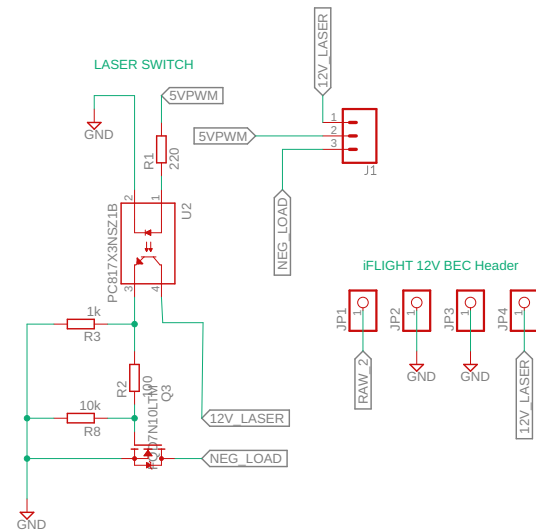 LASER SWITCH
12V_LASER
5VPWM
GND
R1
220
5VPWM
1
2
3
J1
2
1
U2
PC817X3NSZ1B
NEG_LOAD
3
4
iFLIGHT 12V BEC Header
1k
R3
JP1
1
JP2
1
JP3
1
JP4
1
RAW_2
GND
GND
12V_LASER
R2
100
Q3
10k
R8
12V_LASER
NEG_LOAD
GND